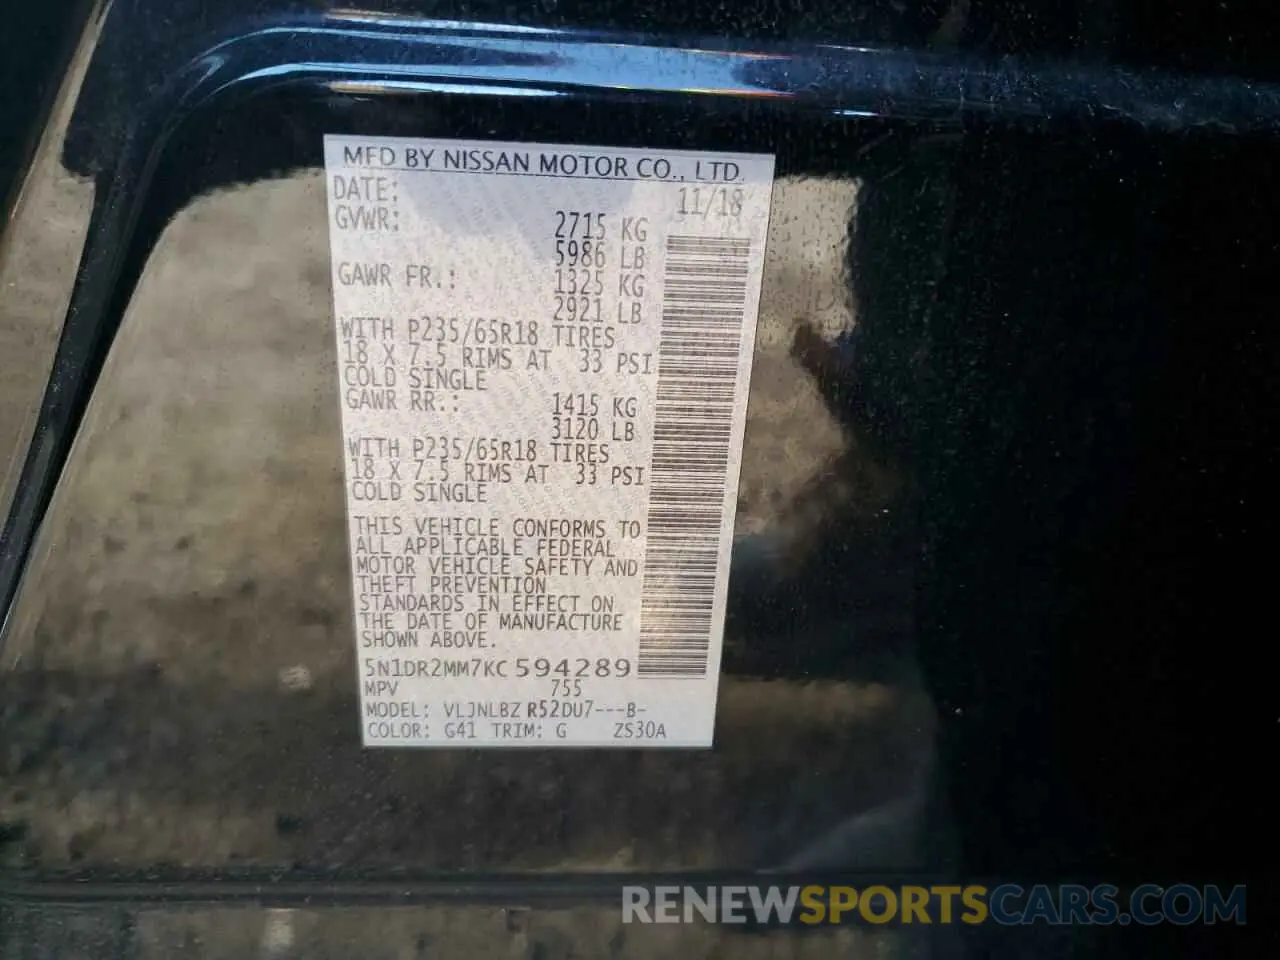 MFD BY NISSAN MOTOR CO., LTD.
DATE: 11/18
GVWR: 2715 KG
5986 LB
GAWR FR.: 1325 KG
2921 LB
WITH P235/65R18 TIRES
18 X 7.5 RIMS AT 33 PSI
COLD SINGLE
GAWR RR.: 1415 KG
3120 LB
WITH P235/65R18 TIRES
18 X 7.5 RIMS AT 33 PSI
COLD SINGLE
THIS VEHICLE CONFORMS TO
ALL APPLICABLE FEDERAL
MOTOR VEHICLE SAFETY AND
THEFT PREVENTION
STANDARDS IN EFFECT ON
THE DATE OF MANUFACTURE
SHOWN ABOVE.
5N1DR2MM7KC594289
MPV 755
MODEL: VLJNLBZ R52DU7---B-
COLOR: G41 TRIM: G ZS30A
RENEWSPORTSCARS.COM